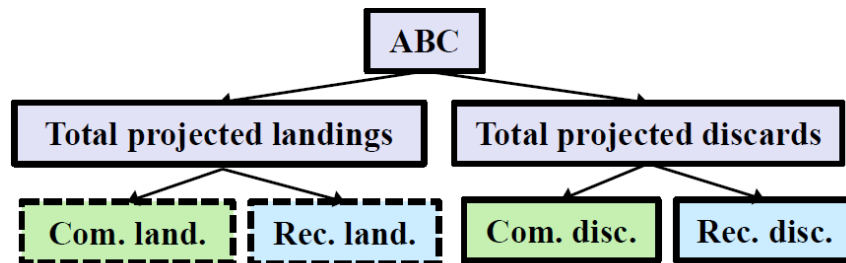 ABC
Total projected landings
Total projected discards
Com. land.
Rec. land.
Com. disc.
Rec. disc.